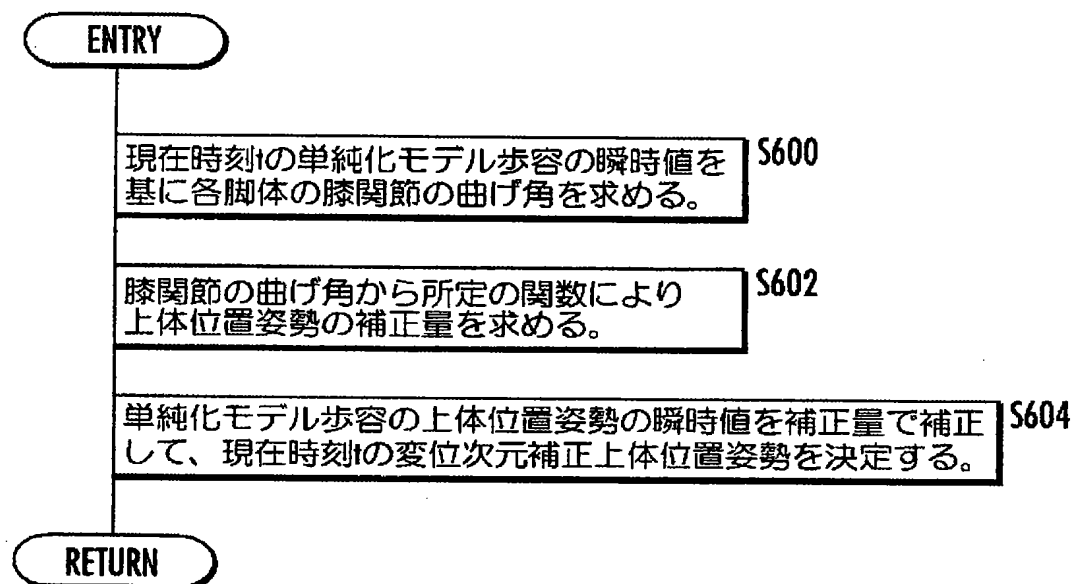 ENTRY
現在時刻tの単純化モデル歩容の瞬時値を
基に各脚体の膝関節の曲げ角を求める。
S600
膝関節の曲げ角から所定の関数により
上体位置姿勢の補正量を求める。
S602
単純化モデル歩容の上体位置姿勢の瞬時値を補正量で補正
して、現在時刻tの変位次元補正上体位置姿勢を決定する。
S604
RETURN